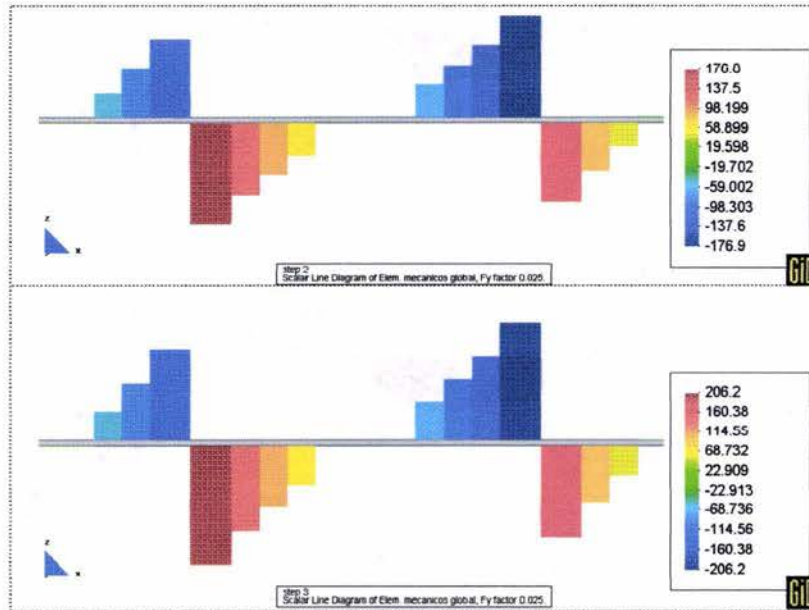 176.0
137.5
98.199
58.899
19.598
-19.702
-59.002
-98.303
-137.6
-176.9
z
x
step 2
Scalar Line Diagram of Elem. mecanicos global, Fy factor 0.025.
GiD
206.2
160.38
114.55
68.732
22.909
-22.913
-68.736
-114.56
-160.38
-206.2
z
x
step 3
Scalar Line Diagram of Elem. mecanicos global, Fy factor 0.025.
GiD